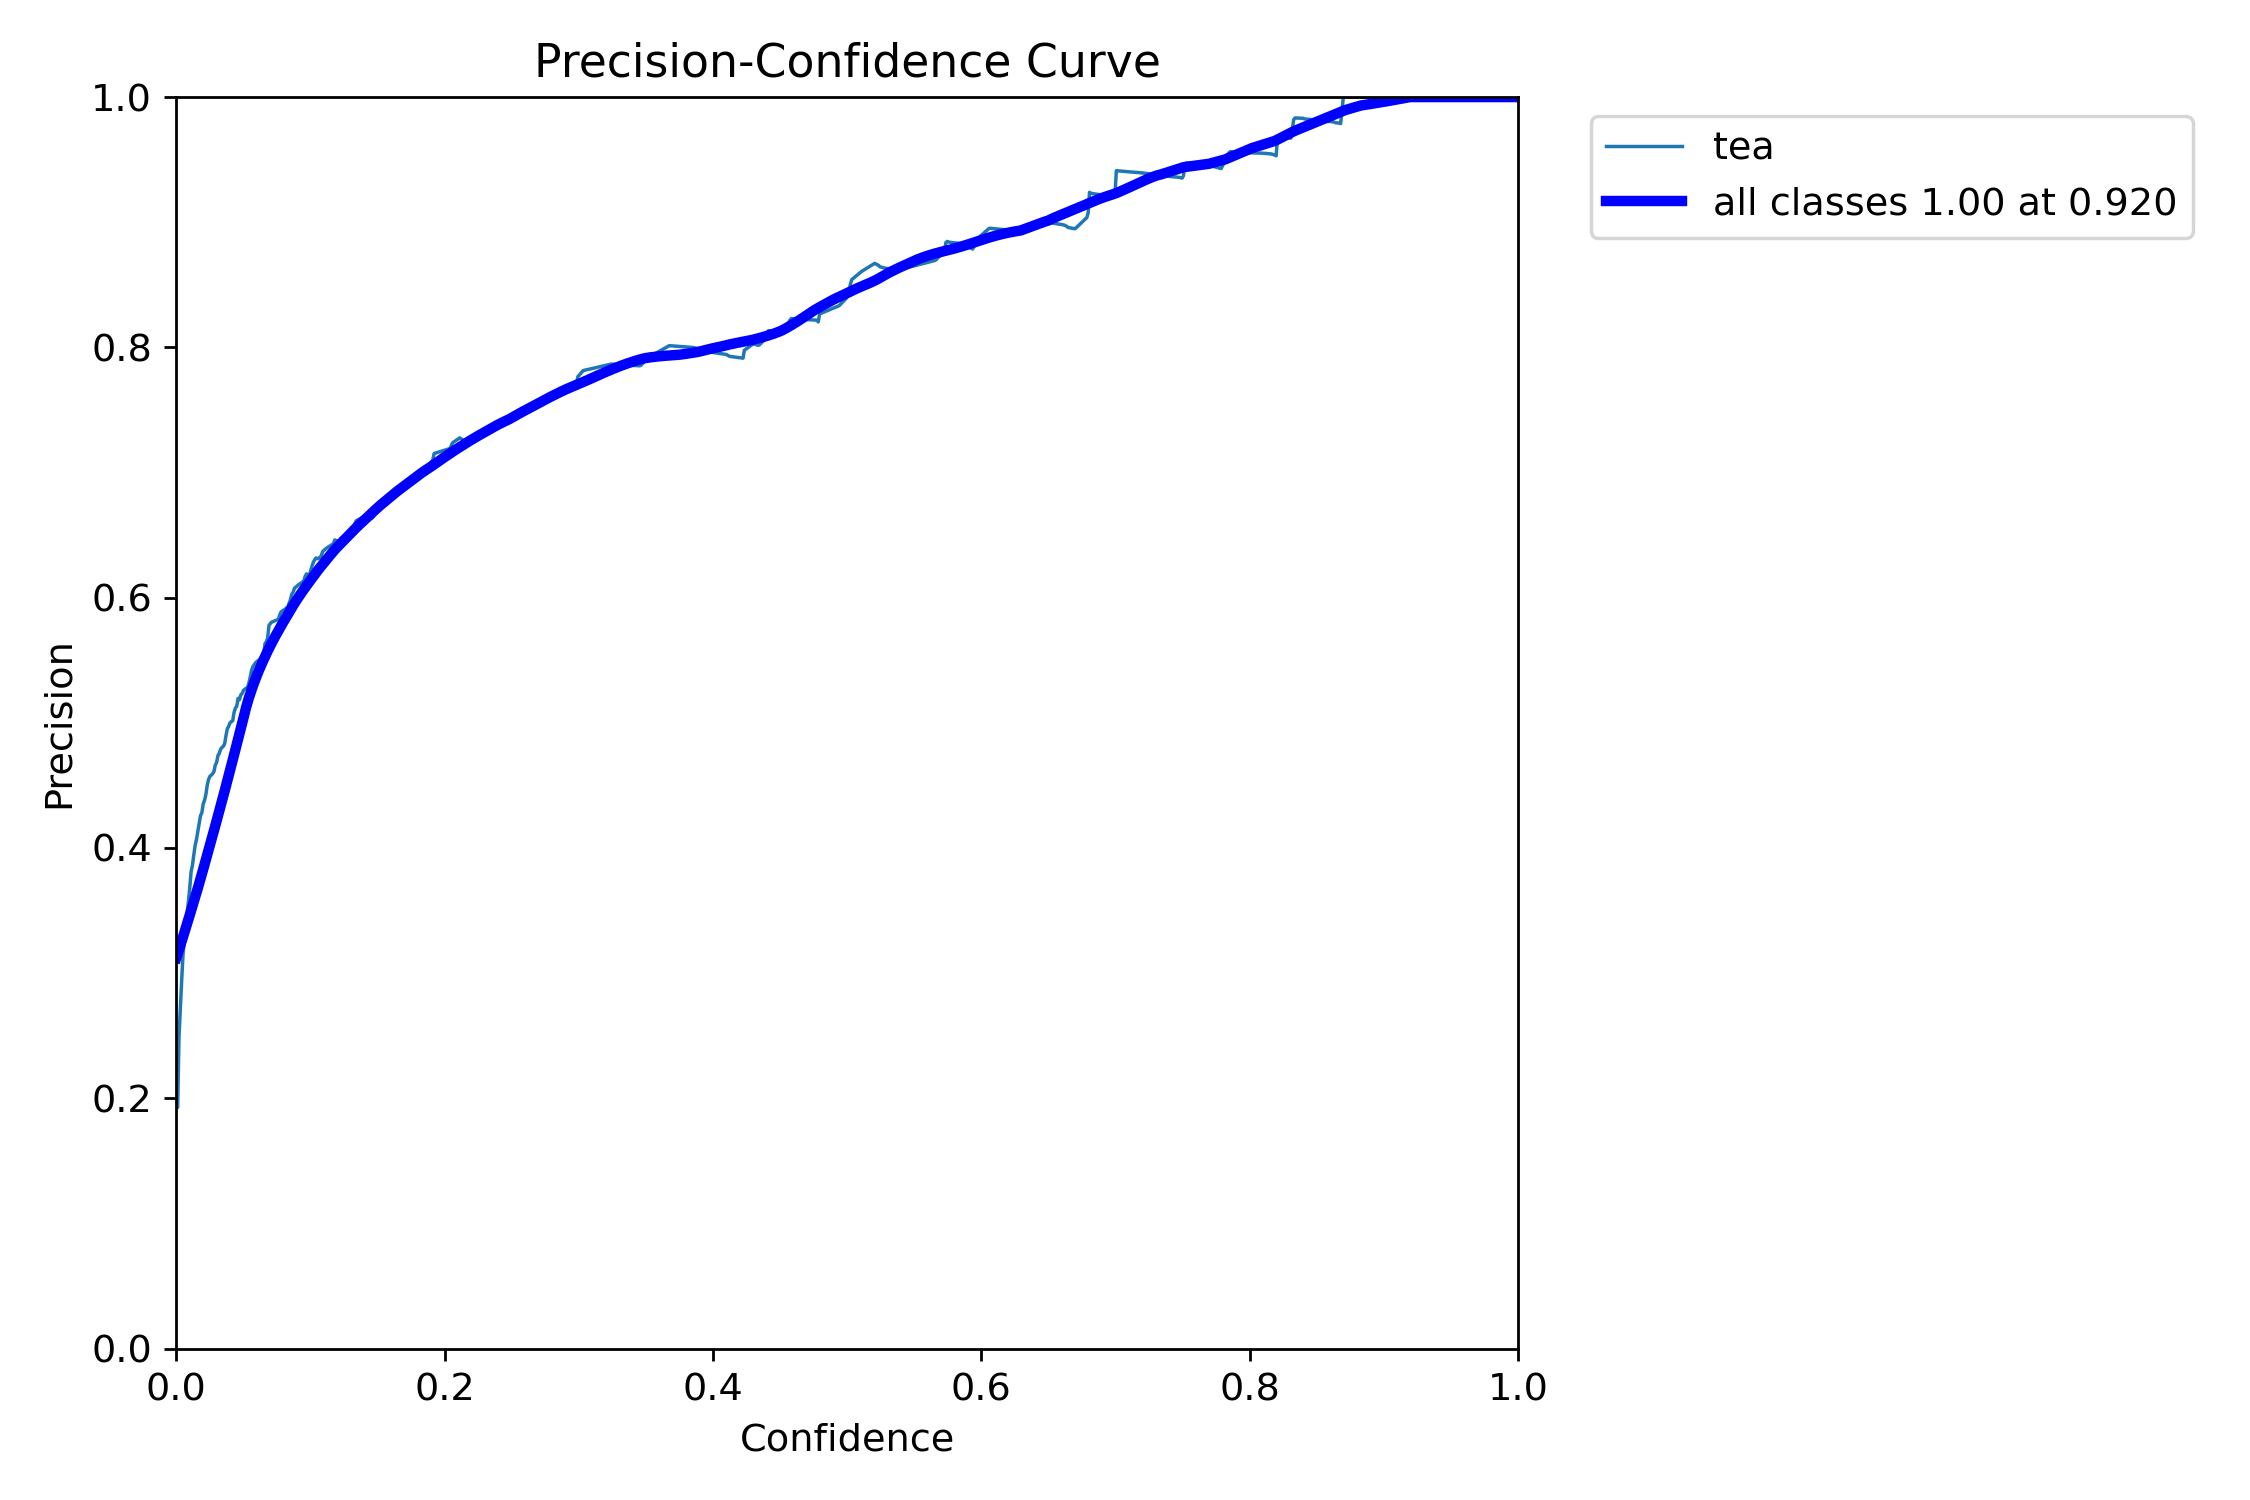 Precision-Confidence Curve
1.0
0.8
0.6
0.4
0.2
0.0
Precision
0.0 0.2 0.4 0.6 0.8 1.0
Confidence
tea
all classes 1.00 at 0.920